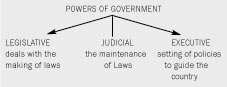 POWERS OF GOVERNMENT
LEGISLATIVE
deals with the
making of laws
JUDICIAL
the maintenance
of Laws
EXECUTIVE
setting of policies
to guide the
country